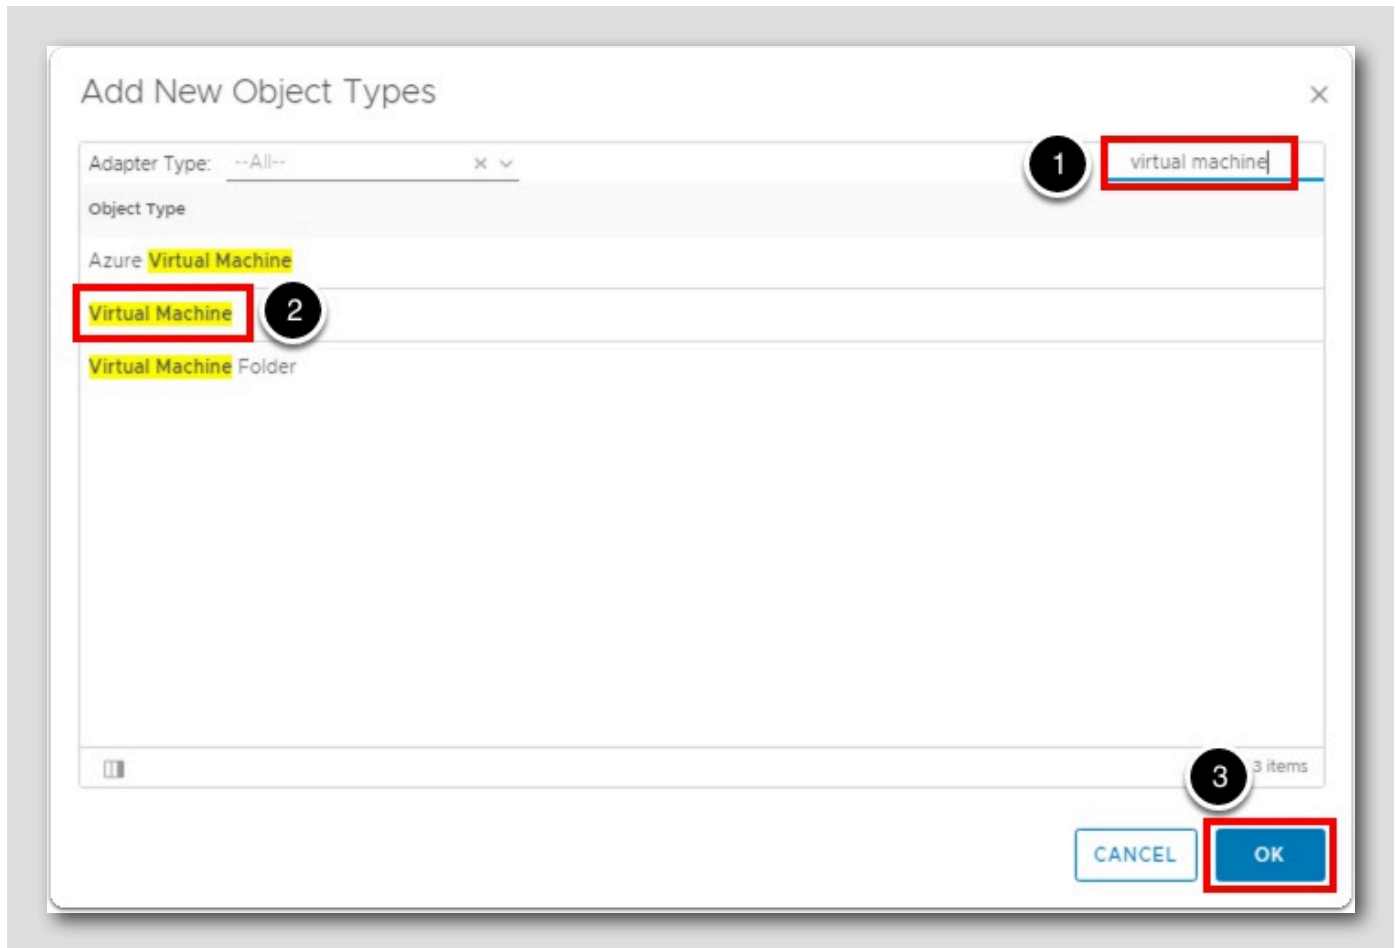 Add New Object Types
Adapter Type: --All--
1
virtual machine
Object Type
Azure Virtual Machine
Virtual Machine
2
Virtual Machine Folder
3 items
3
CANCEL
OK